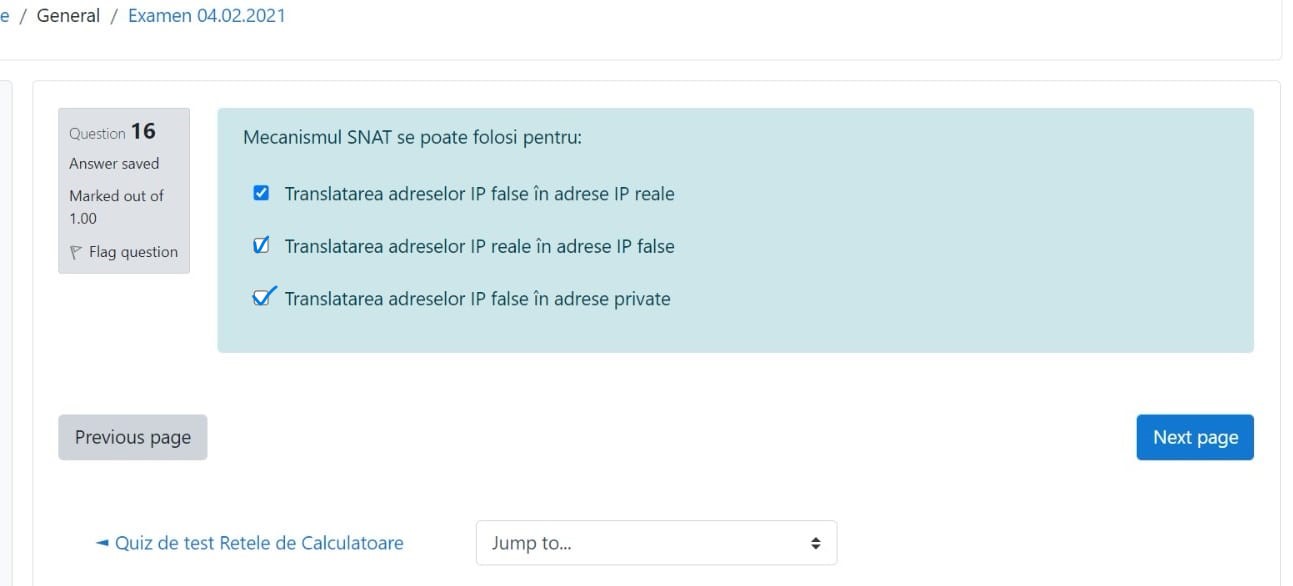 e / General / Examen 04.02.2021
Question 16
Answer saved
Marked out of
1.00
Flag question
Mecanismul SNAT se poate folosi pentru:
Translatarea adreselor IP false în adrese IP reale
Translatarea adreselor IP reale în adrese IP false
Translatarea adreselor IP false în adrese private
Previous page
Next page
◄ Quiz de test Retele de Calculatoare
Jump to...